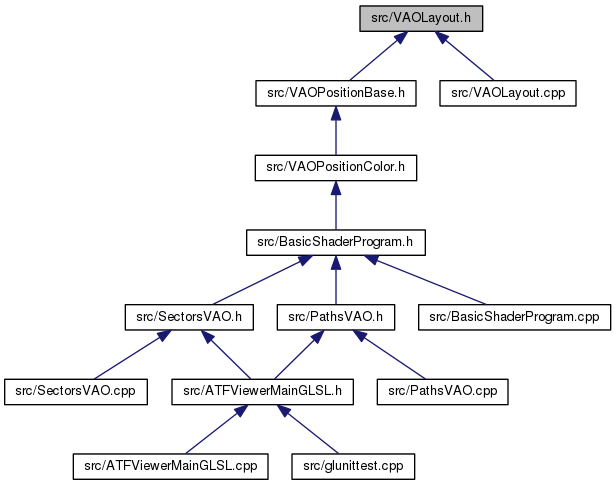 src/VAOLayout.h
src/VAOPositionBase.h
src/VAOLayout.cpp
src/VAOPositionColor.h
src/BasicShaderProgram.h
src/SectorsVAO.h
src/PathsVAO.h
src/BasicShaderProgram.cpp
src/SectorsVAO.cpp
src/ATFViewerMainGLSL.h
src/PathsVAO.cpp
src/ATFViewerMainGLSL.cpp
src/glunittest.cpp